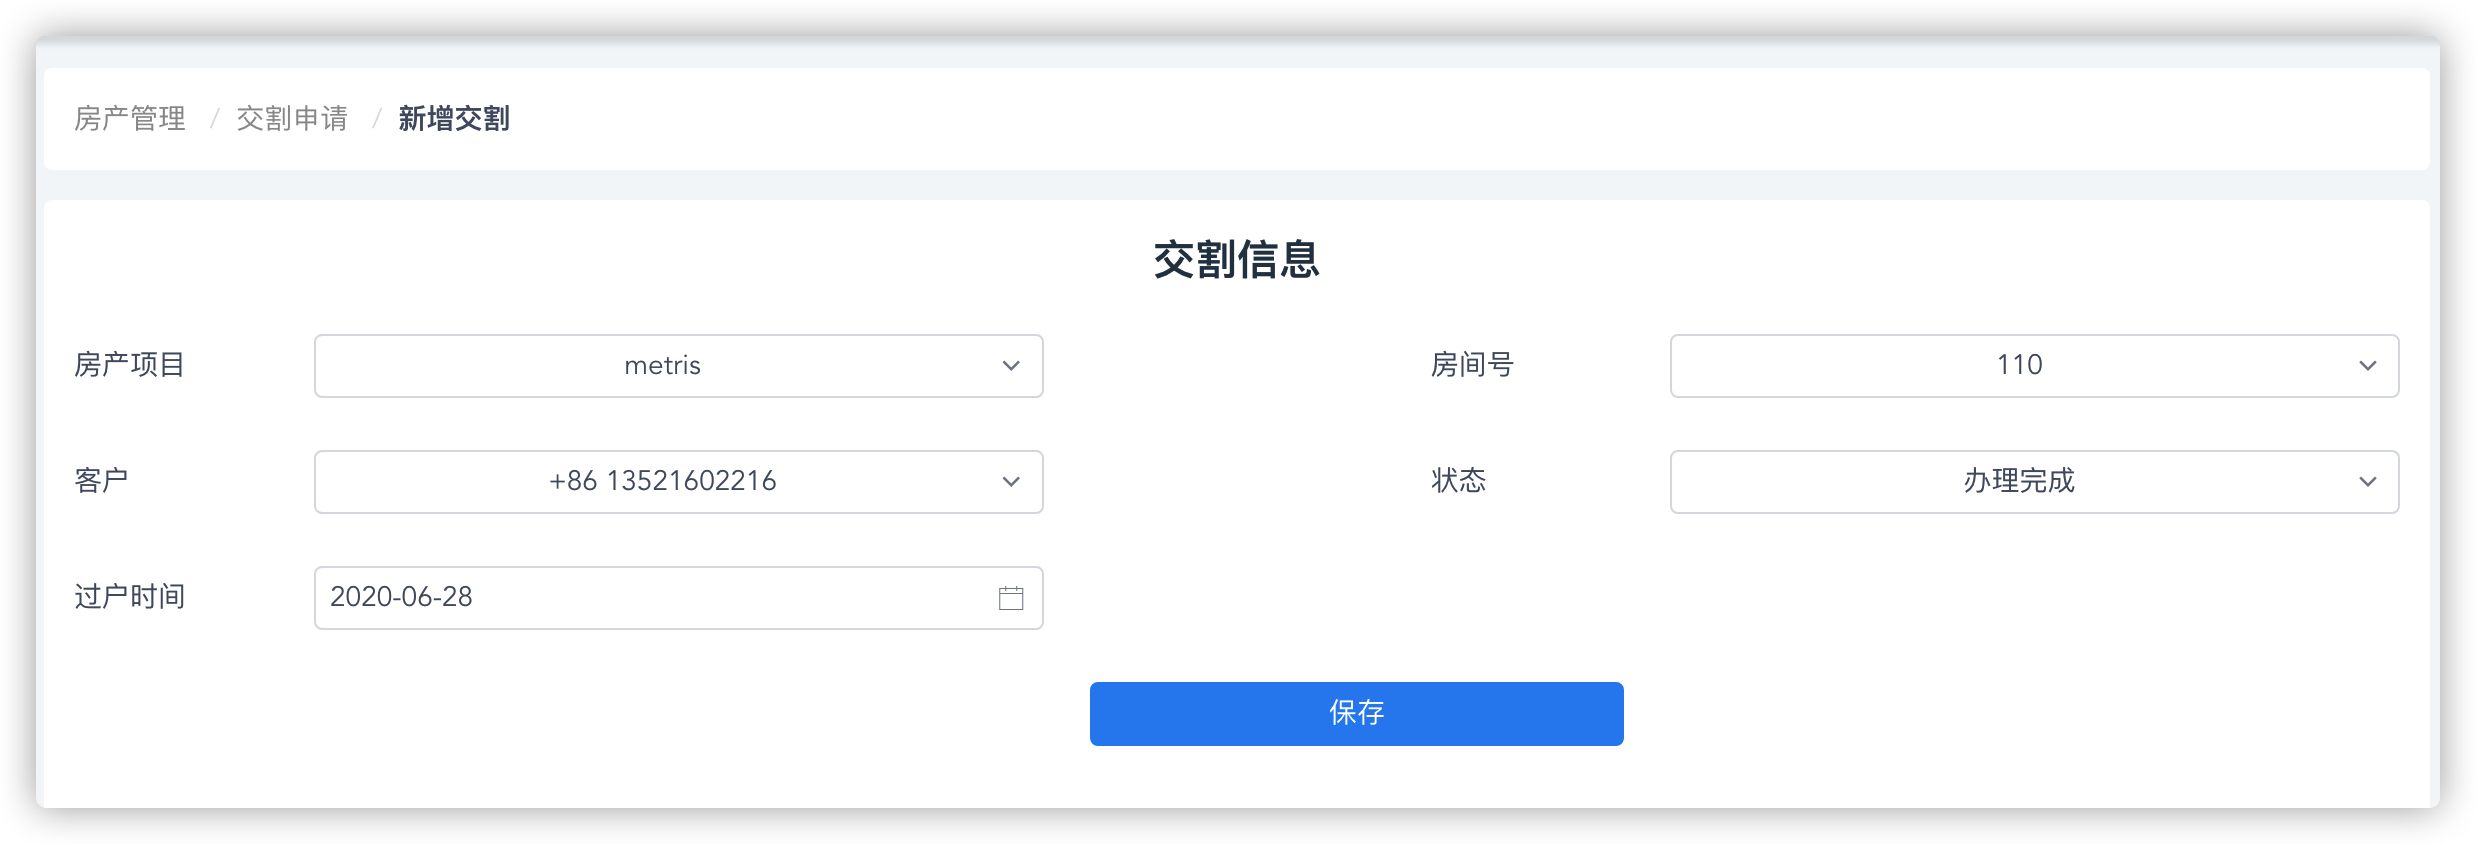 房产管理 / 交割申请 / 新增交割
交割信息
房产项目 metris 房间号 110
客户 +86 13521602216 状态 办理完成
过户时间 2020-06-28
保存